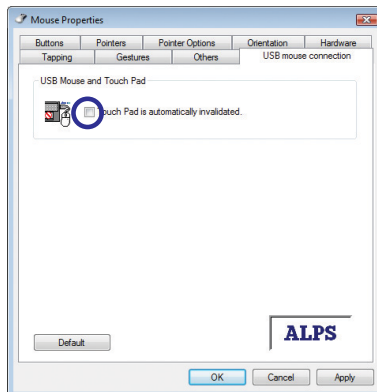 Mouse Properties
Buttons Pointers Pointer Options Orientation Hardware
Tapping Gestures Others USB mouse connection
USB Mouse and Touch Pad
Touch Pad is automatically invalidated.
ALPS
Default
OK Cancel Apply